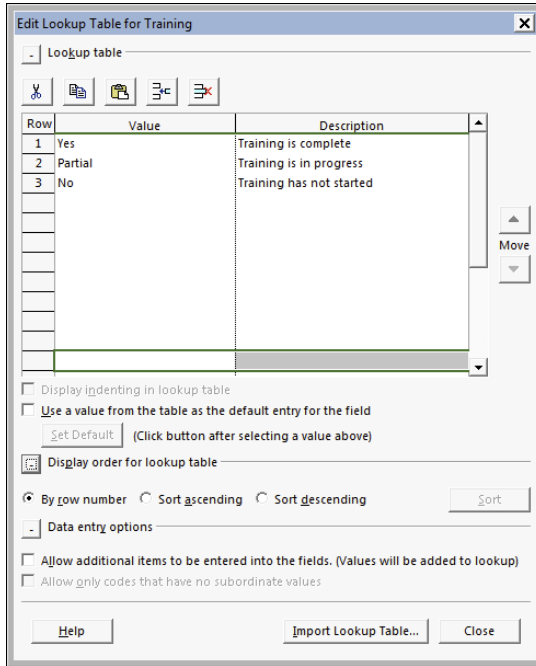 Edit Lookup Table for Training
Lookup table
Row Value Description
1 Yes Training is complete
2 Partial Training is in progress
3 No Training has not started
Move
Display indenting in lookup table
Use a value from the table as the default entry for the field
Set Default (Click button after selecting a value above)
Display order for lookup table
By row number Sort ascending Sort descending Sort
Data entry options
Allow additional items to be entered into the fields. (Values will be added to lookup)
Allow only codes that have no subordinate values
Help Import Lookup Table... Close